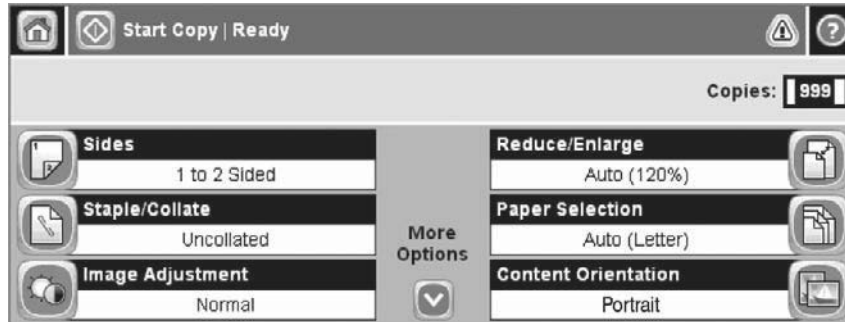 Start Copy | Ready
?
Copies: 999
Sides
1 to 2 Sided
Staple/Collate
Uncollated
Image Adjustment
Normal
More
Options
Reduce/Enlarge
Auto (120%)
Paper Selection
Auto (Letter)
Content Orientation
Portrait